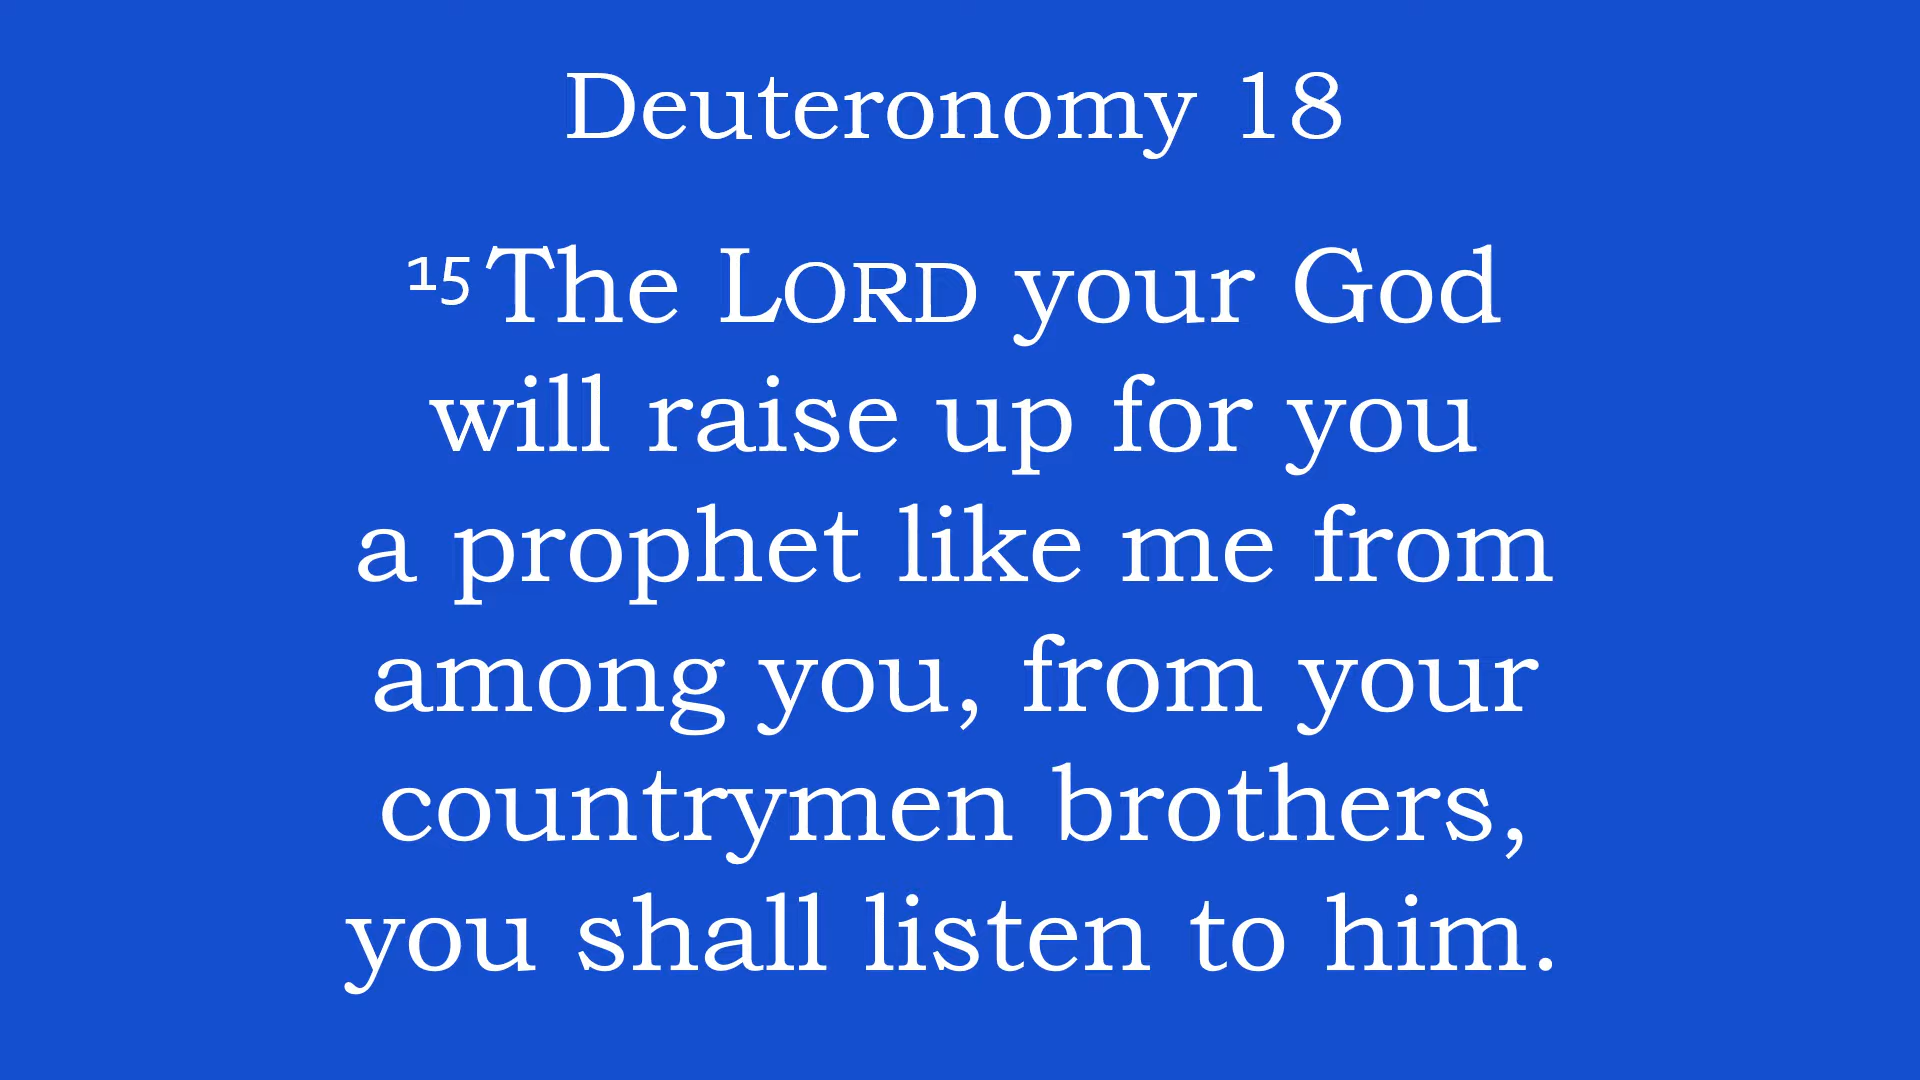 Deuteronomy 18
15 The LORD your God
will raise up for you
a prophet like me from
among you, from your
countrymen brothers,
you shall listen to him.